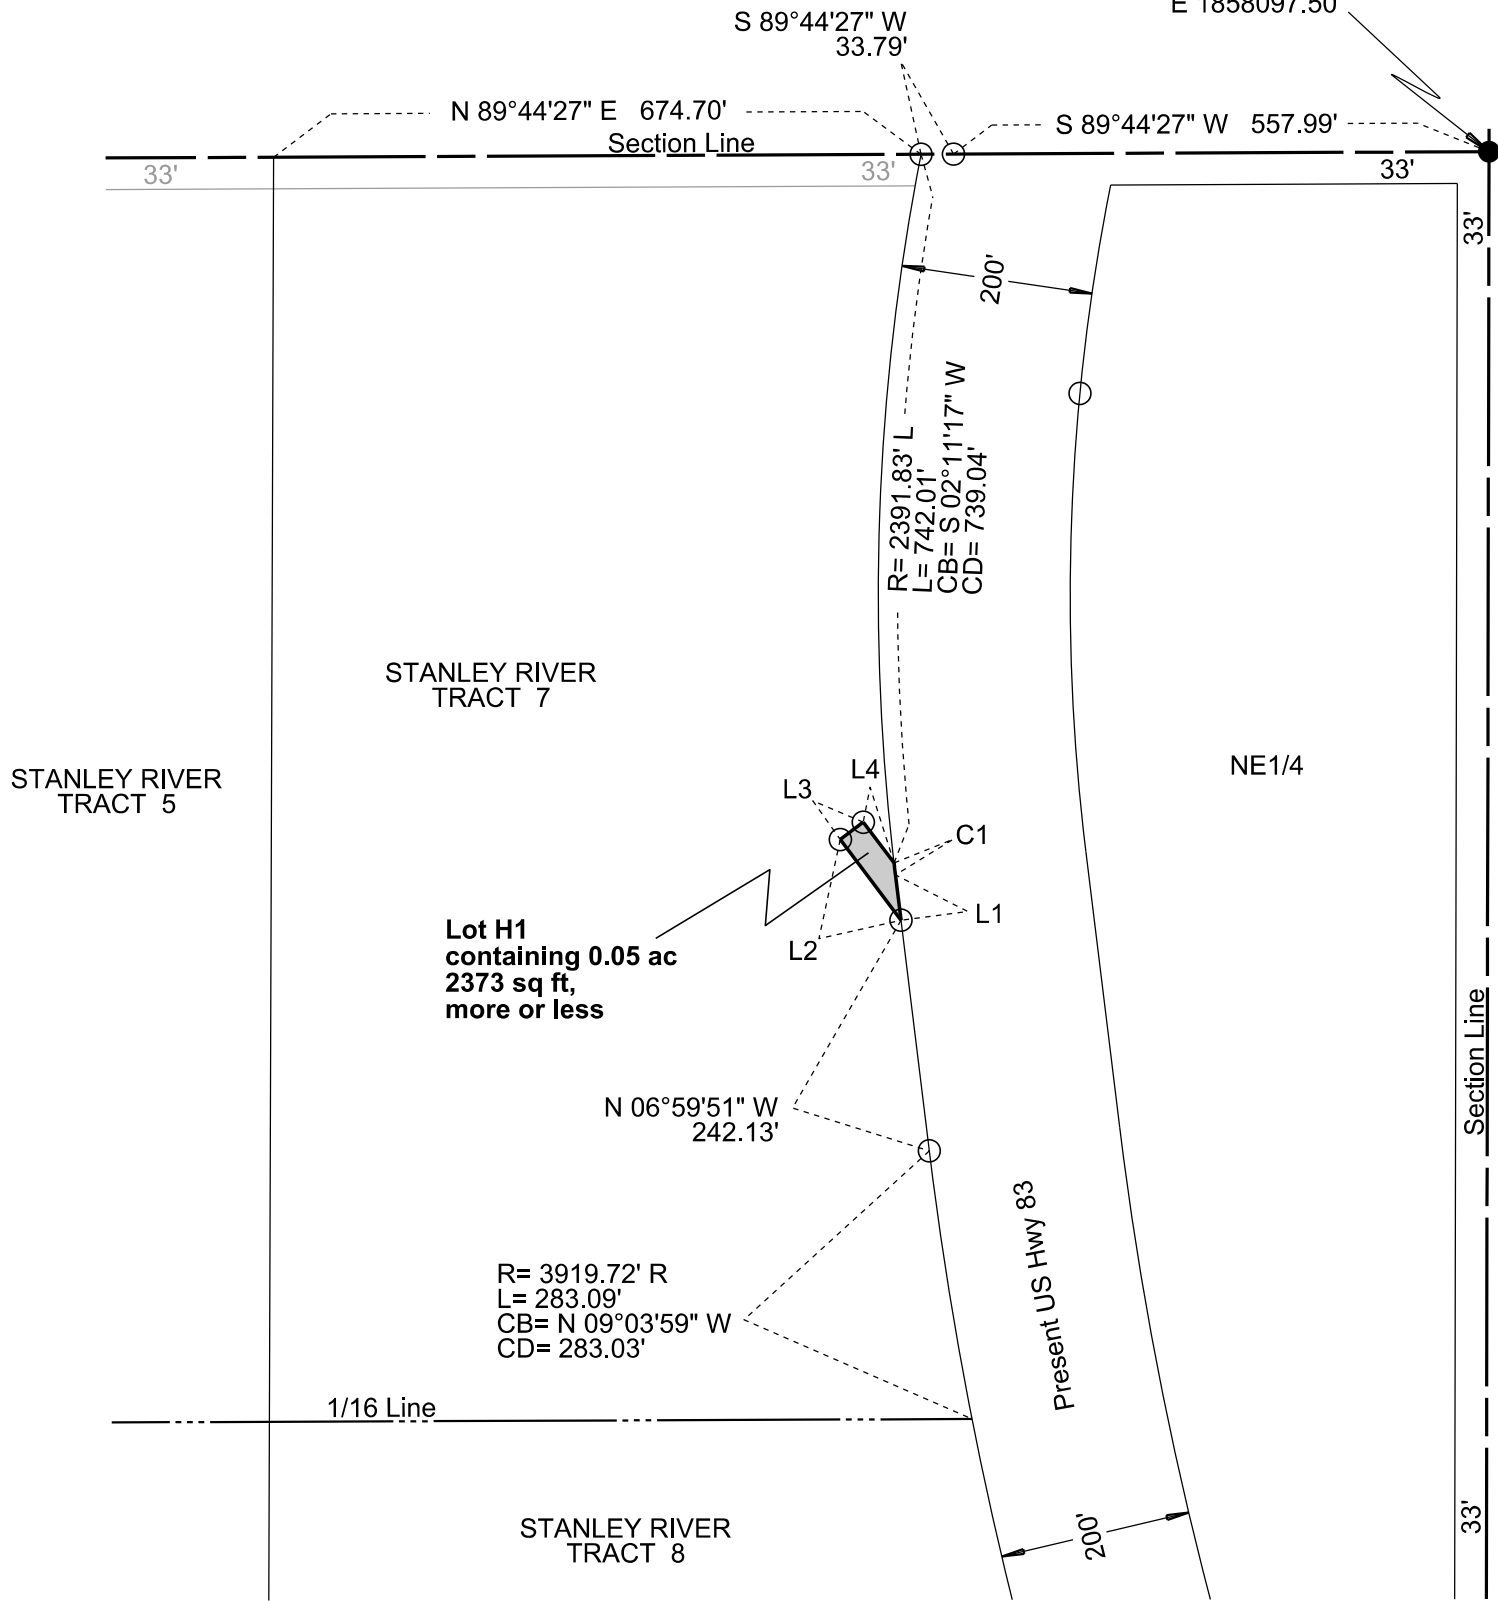 E 1858097.50
S 89°44'27" W
33.79'
N 89°44'27" E 674.70'
S 89°44'27" W 557.99'
Section Line
33'
33'
33'
33'
200'
R= 2391.83' L
L= 742.01'
CB= S 02°11'17" W
CD= 739.04'
STANLEY RIVER
TRACT 7
STANLEY RIVER
TRACT 5
NE1/4
L4
L3
C1
L1
L2
Lot H1
containing 0.05 ac
2373 sq ft,
more or less
Section Line
N 06°59'51" W
242.13'
Present US Hwy 83
R= 3919.72' R
L= 283.09'
CB= N 09°03'59" W
CD= 283.03'
1/16 Line
STANLEY RIVER
TRACT 8
200'
33'